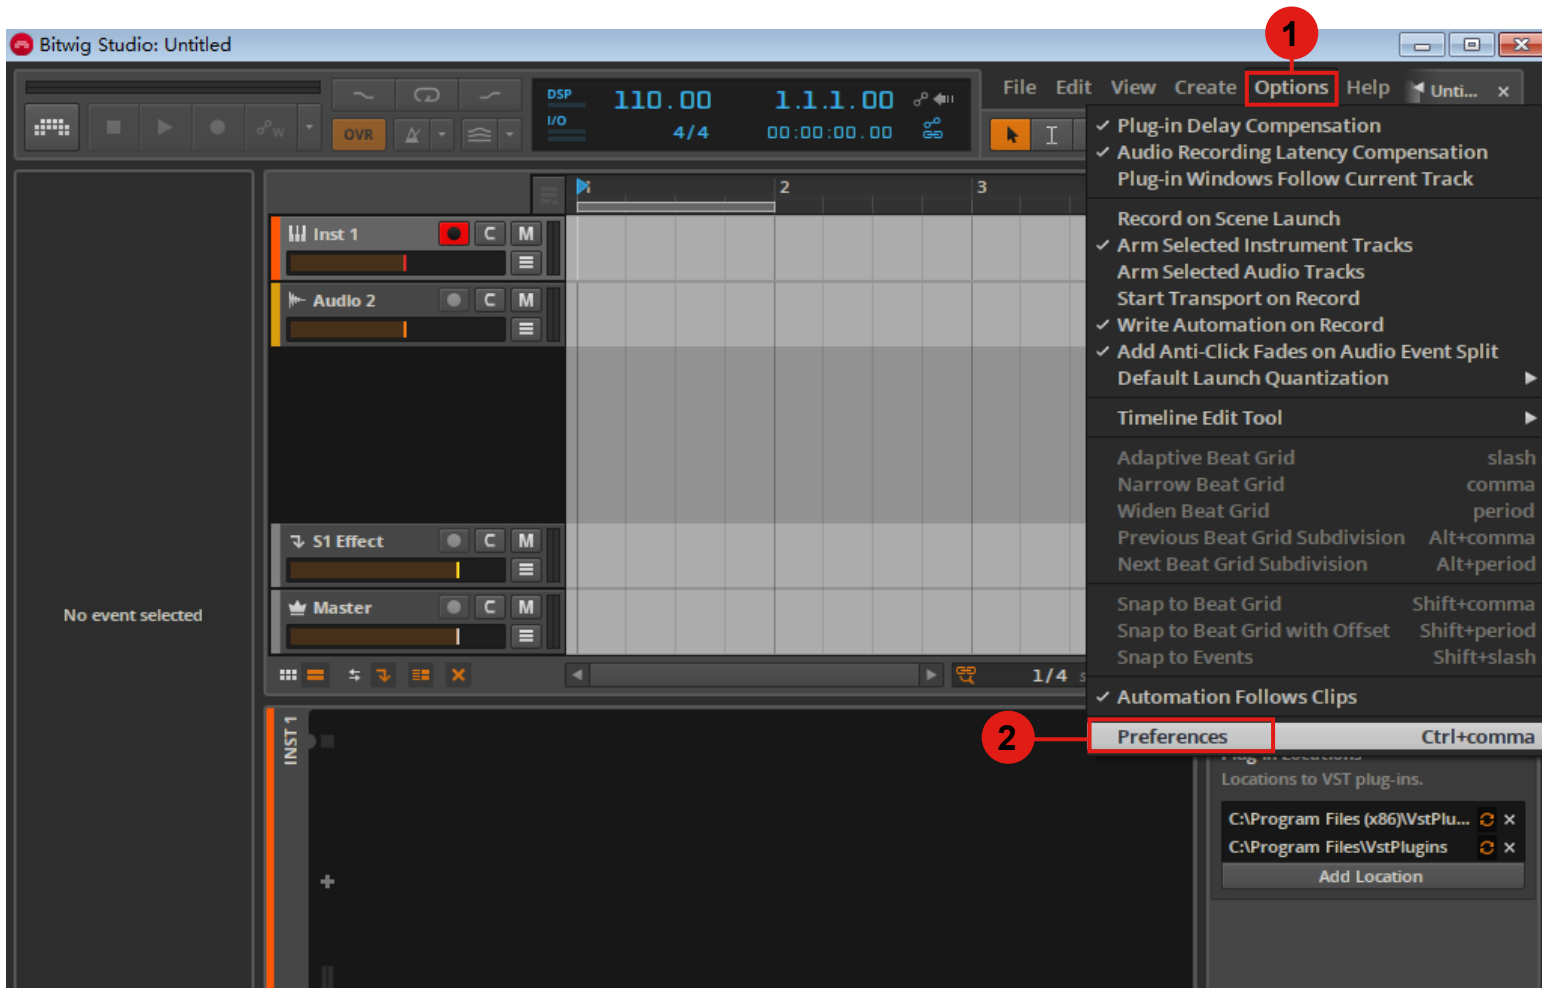 1
Bitwig Studio: Untitled
File Edit View Create Options Help Unti...
DSP 110.00 1.1.1.00
I/O 4/4 00:00:00.00
OVR
W
Plug-in Delay Compensation
Audio Recording Latency Compensation
Plug-in Windows Follow Current Track
Record on Scene Launch
Arm Selected Instrument Tracks
Arm Selected Audio Tracks
Start Transport on Record
Write Automation on Record
Add Anti-Click Fades on Audio Event Split
Default Launch Quantization
Timeline Edit Tool
Adaptive Beat Grid slash
Narrow Beat Grid comma
Widen Beat Grid period
Previous Beat Grid Subdivision Alt+comma
Next Beat Grid Subdivision Alt+period
Snap to Beat Grid Shift+comma
Snap to Beat Grid with Offset Shift+period
Snap to Events Shift+slash
Automation Follows Clips
2
Preferences Ctrl+comma
2 3
Inst 1 C M
Audio 2 C M
S1 Effect C M
Master C M
No event selected
1/4
INST 1
Plug-in Locations
Locations to VST plug-ins.
C:\Program Files (x86)\VstPlu...
C:\Program Files\VstPlugins
Add Location